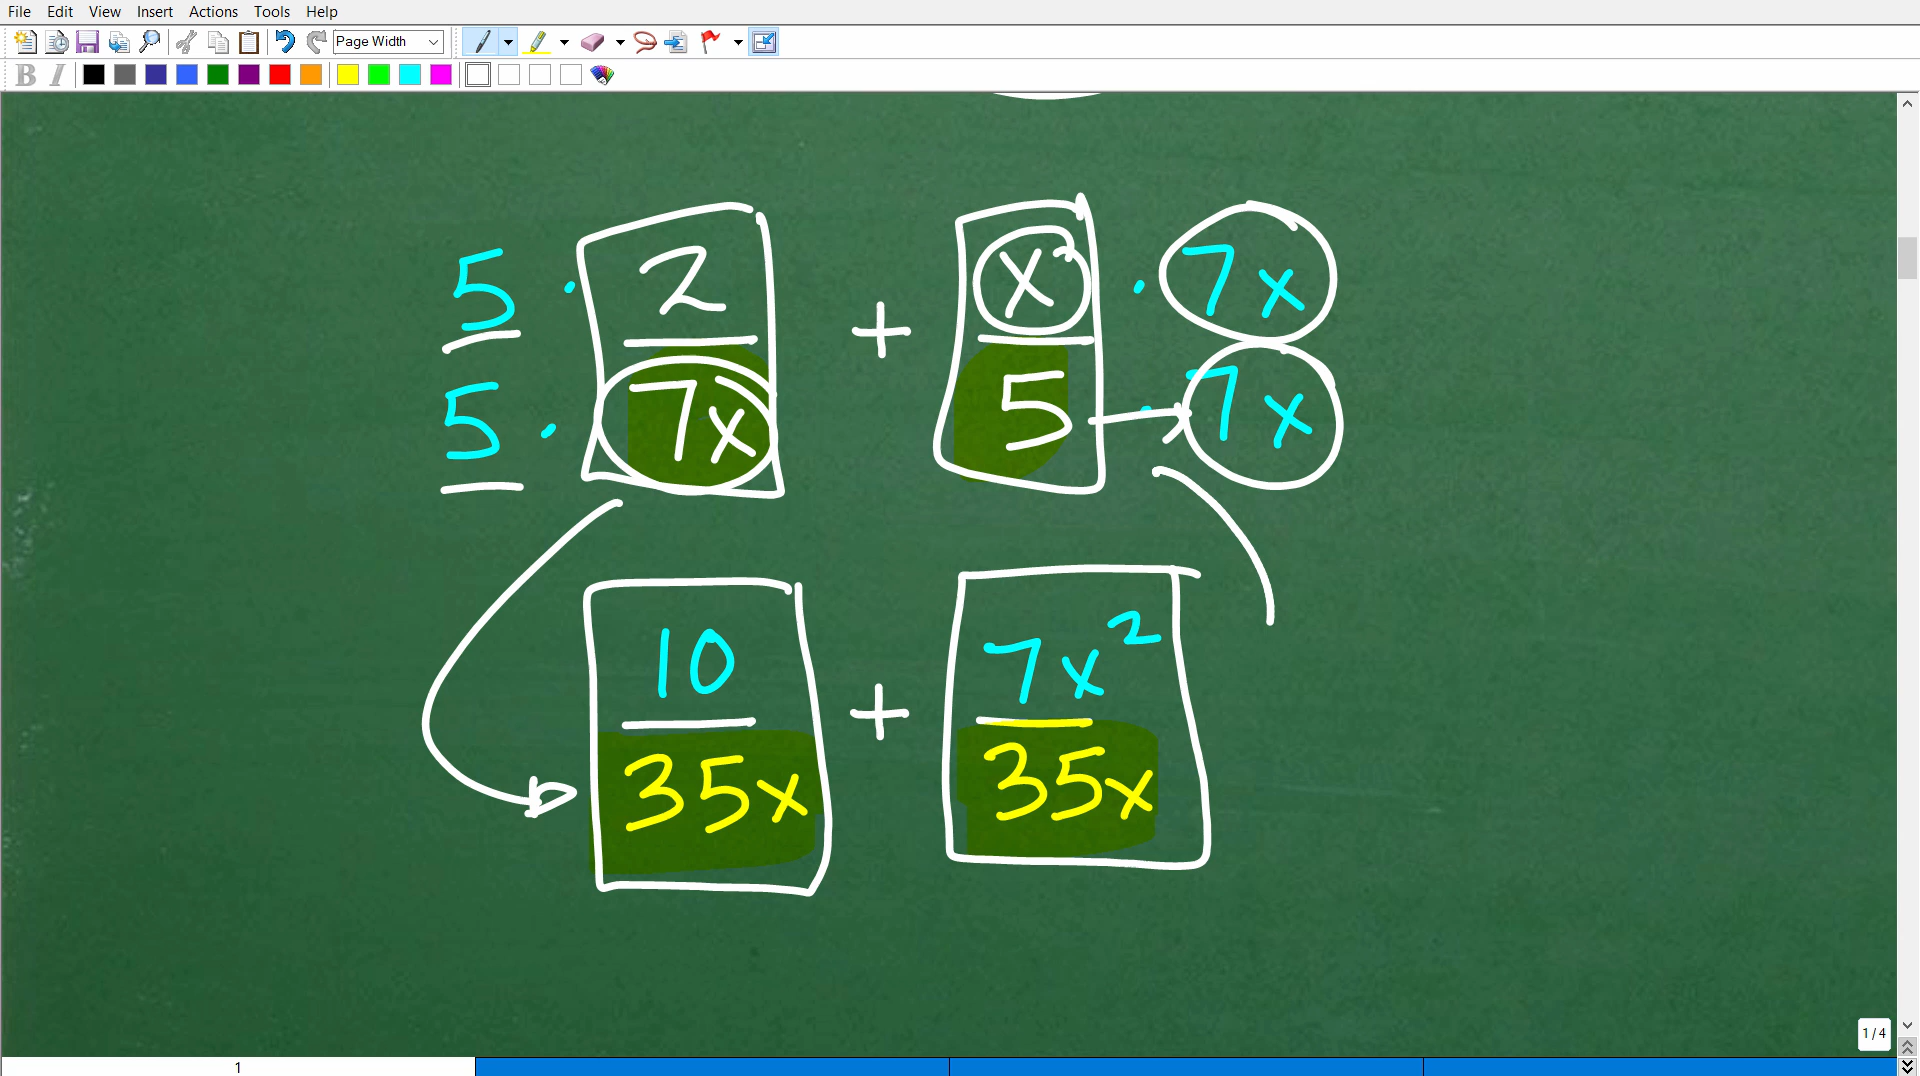 File Edit View Insert Actions Tools Help
Page Width
B I
5 · 2 + x · 7x
5 · 7x 5 · 7x
10 + 7x²
35x 35x
1 / 4
1